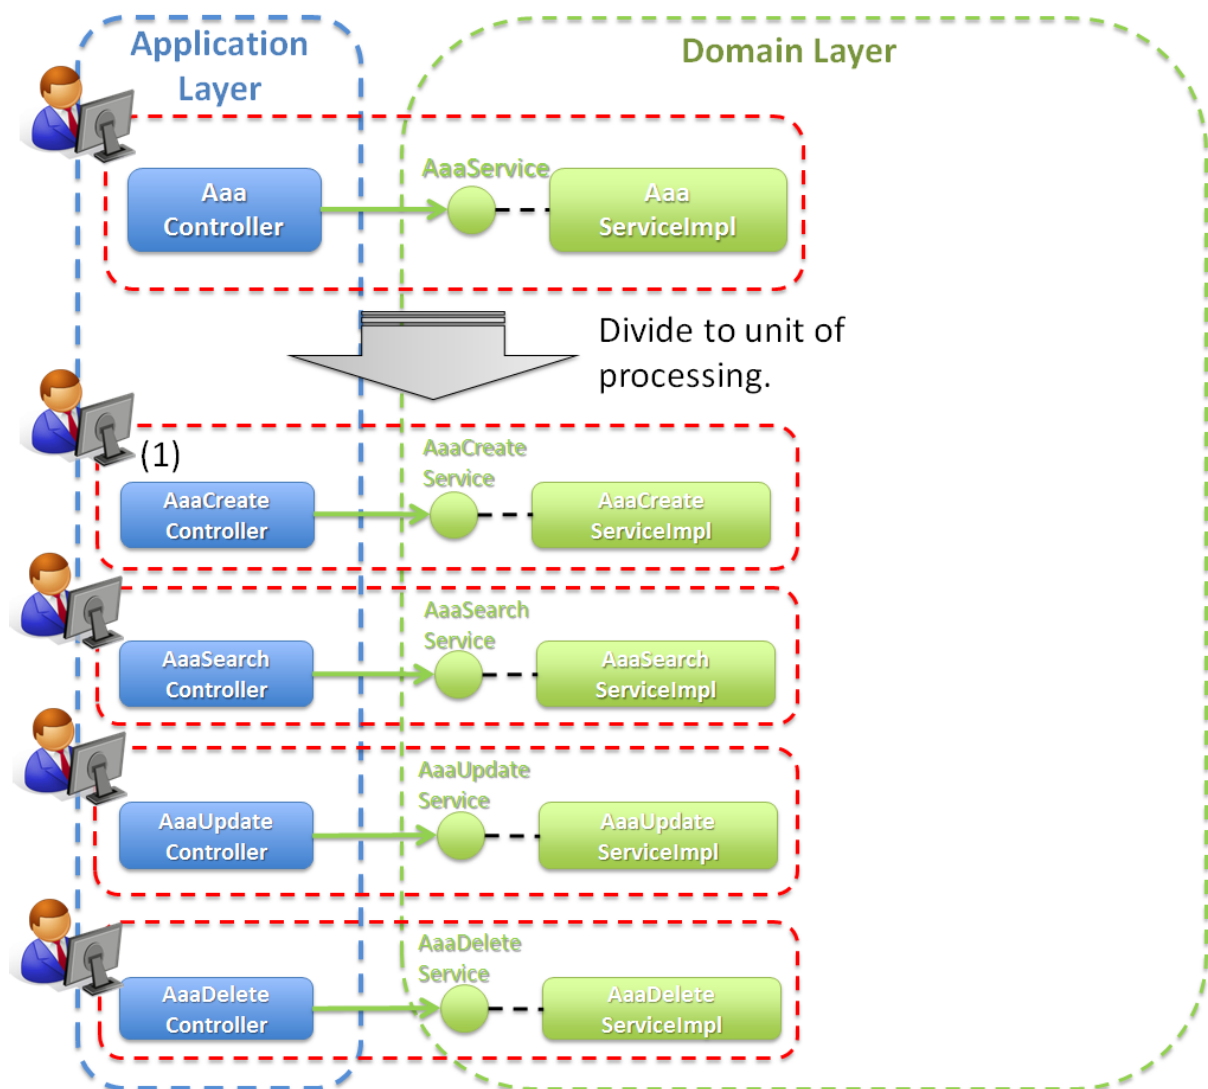 Application
Layer
Domain Layer
AaaService
Aaa
Controller
Aaa
ServiceImpl
Divide to unit of
processing.
(1)
AaaCreate
Service
AaaCreate
Controller
AaaCreate
ServiceImpl
AaaSearch
Service
AaaSearch
Controller
AaaSearch
ServiceImpl
AaaUpdate
Service
AaaUpdate
Controller
AaaUpdate
ServiceImpl
AaaDelete
Service
AaaDelete
Controller
AaaDelete
ServiceImpl